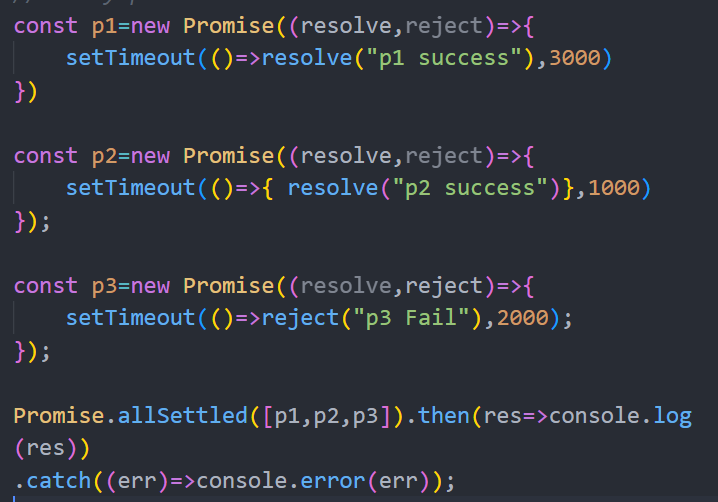 const p1=new Promise((resolve,reject)=>{
    setTimeout(()=>resolve("p1 success"),3000)
})

const p2=new Promise((resolve,reject)=>{
    setTimeout(()=>{ resolve("p2 success")},1000)
});

const p3=new Promise((resolve,reject)=>{
    setTimeout(()=>reject("p3 Fail"),2000);
});

Promise.allSettled([p1,p2,p3]).then(res=>console.log
(res))
.catch((err)=>console.error(err));